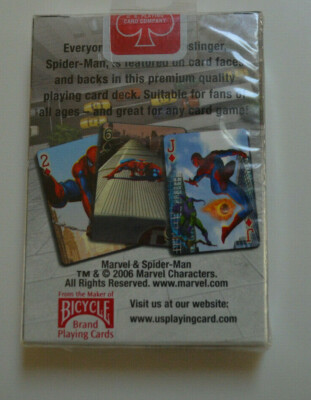 CARD COMPANY
Everyone slinger,
Spider-Man, is featured on card faces
and backs in this premium quality
playing card deck. Suitable for fans of
all ages – and great for any card game!
2
J
Marvel & Spider-Man
TM & © 2006 Marvel Characters.
All Rights Reserved. www.marvel.com
From the Maker of
BICYCLE
Brand
Playing Cards
Visit us at our website:
www.usplayingcard.com